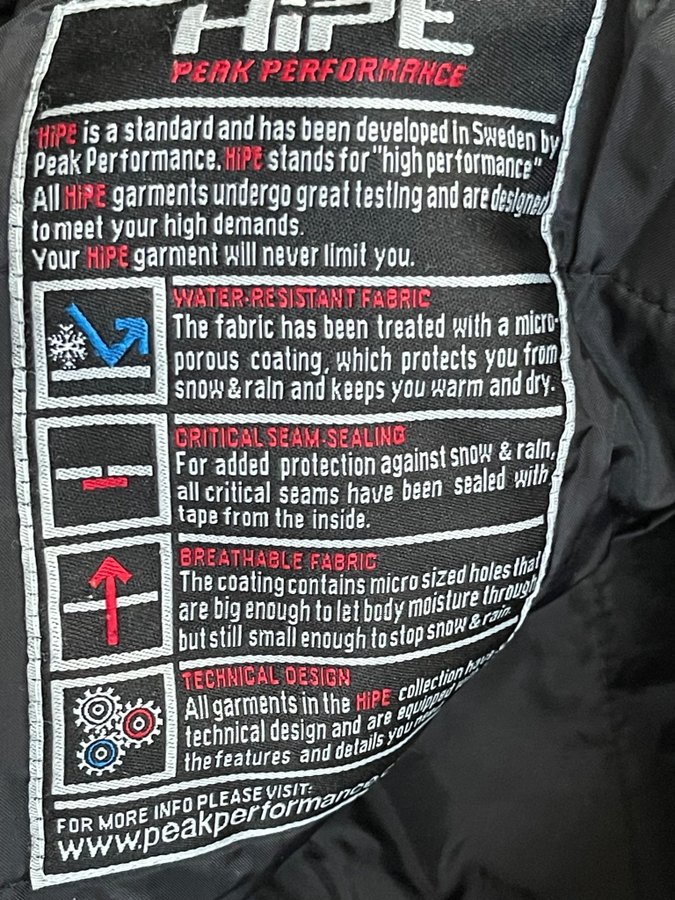 HiPE
PEAK PERFORMANCE
HiPE is a standard and has been developed in Sweden by
Peak Performance. HiPE stands for "high performance"
All HiPE garments undergo great testing and are designed
to meet your high demands.
Your HiPE garment will never limit you.
WATER-RESISTANT FABRIC
The fabric has been treated with a micro-
porous coating, which protects you from
snow & rain and keeps you warm and dry.
CRITICAL SEAM-SEALING
For added protection against snow & rain,
all critical seams have been sealed with
tape from the inside.
BREATHABLE FABRIC
The coating contains micro sized holes that
are big enough to let body moisture through
but still small enough to stop snow & rain.
TECHNICAL DESIGN
All garments in the HiPE collection have
technical design and are equipped
the features and details you
FOR MORE INFO PLEASE VISIT:
www.peakperformance